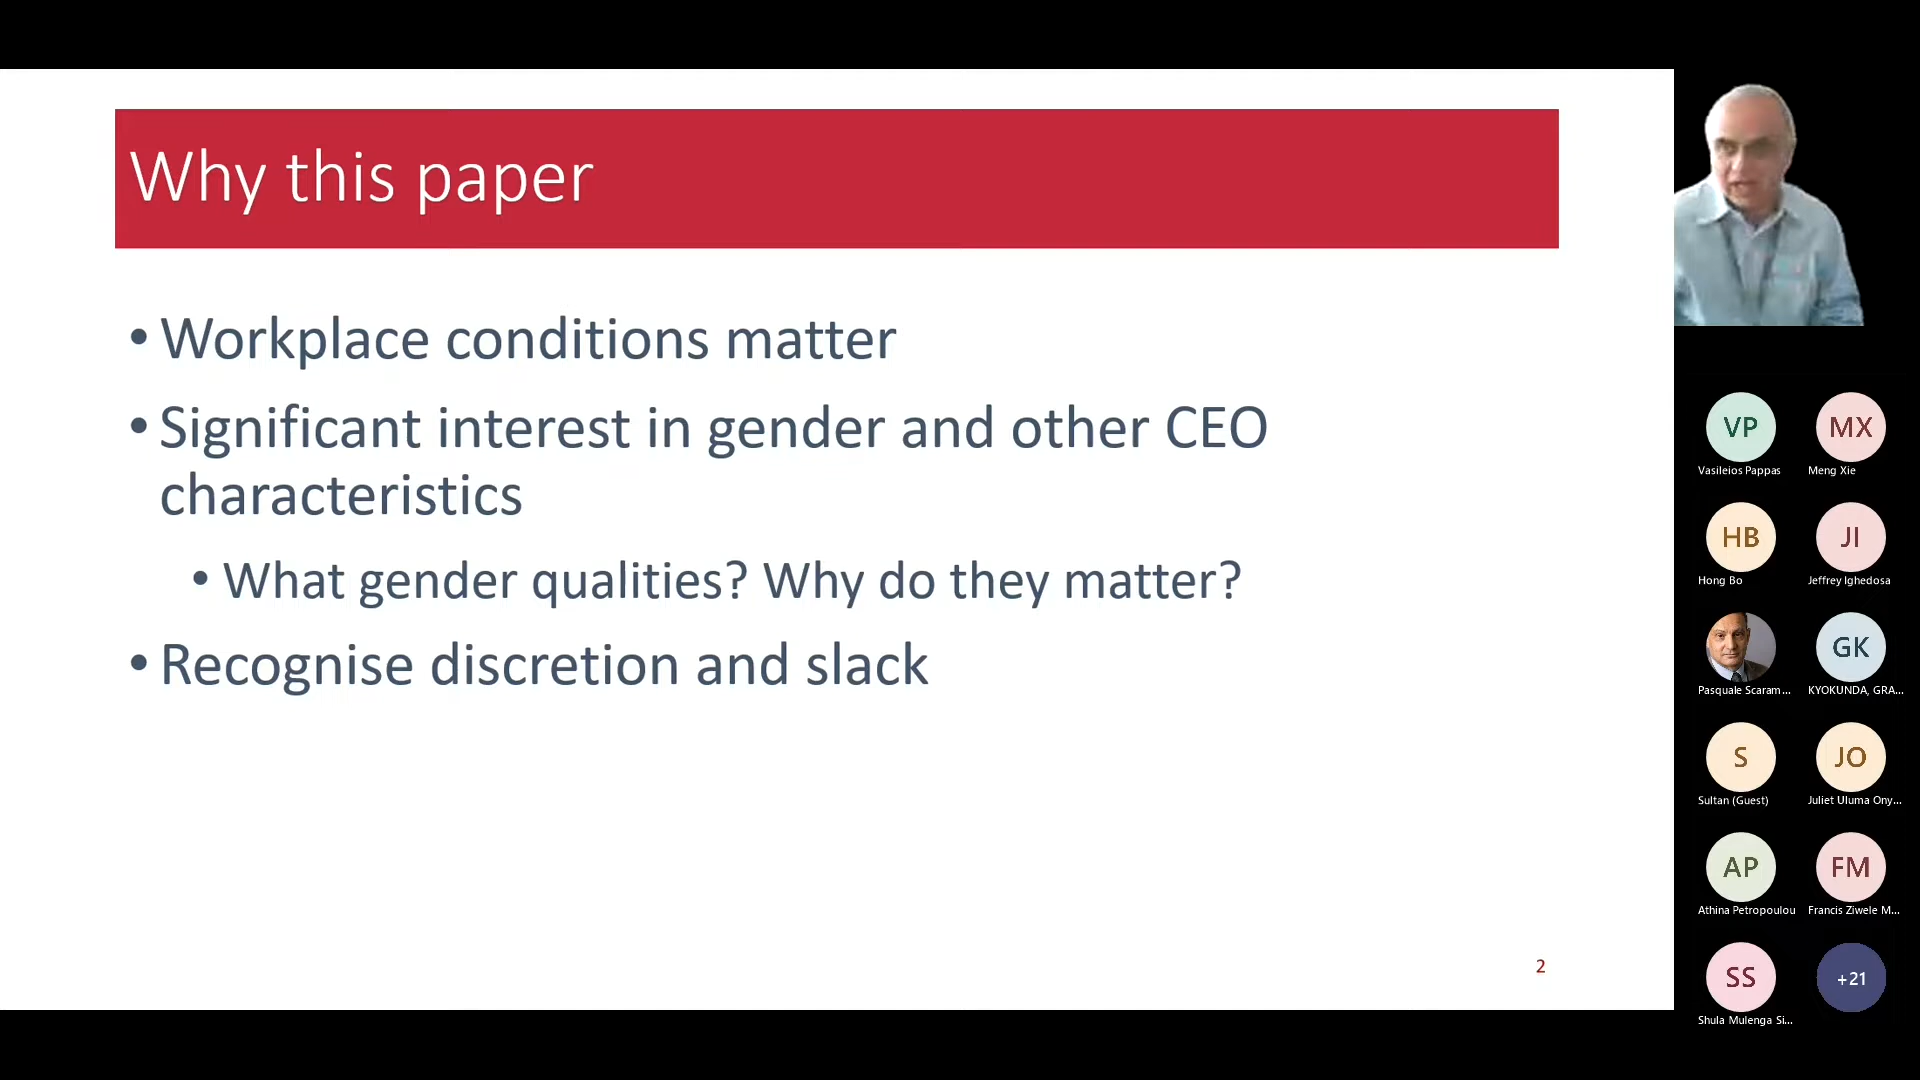 Why this paper
• Workplace conditions matter
• Significant interest in gender and other CEO
characteristics
• What gender qualities? Why do they matter?
• Recognise discretion and slack
2
VP
Vasileios Pappas
MX
Meng Xie
HB
Hong Bo
JI
Jeffrey Ighedosa
Pasquale Scaram...
GK
KYOKUNDA, GRA...
S
Sultan (Guest)
JO
Juliet Uluma Ony...
AP
Athina Petropoulou
FM
Francis Ziwele M...
SS
Shula Mulenga Si...
+21